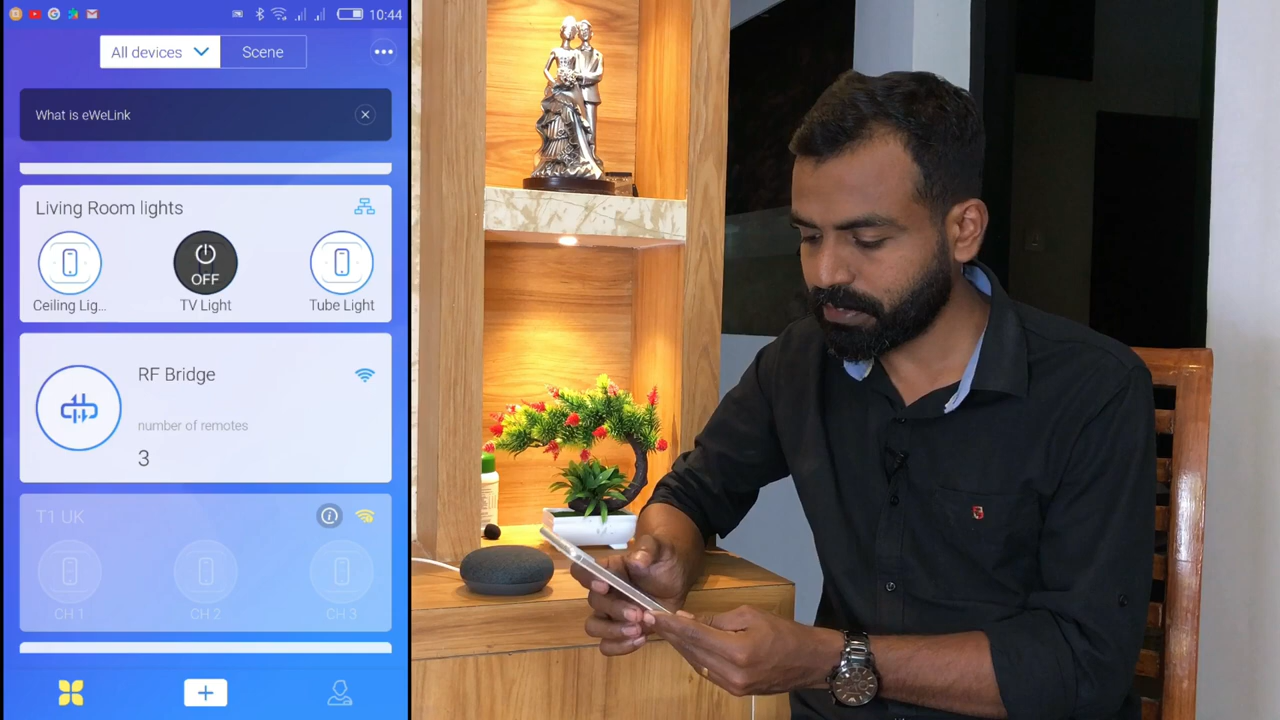 10:44
All devices
Scene
What is eWeLink
Living Room lights
OFF
Ceiling Lig...
TV Light
Tube Light
RF Bridge
number of remotes
3
T1 UK
CH 1
CH 2
CH 3